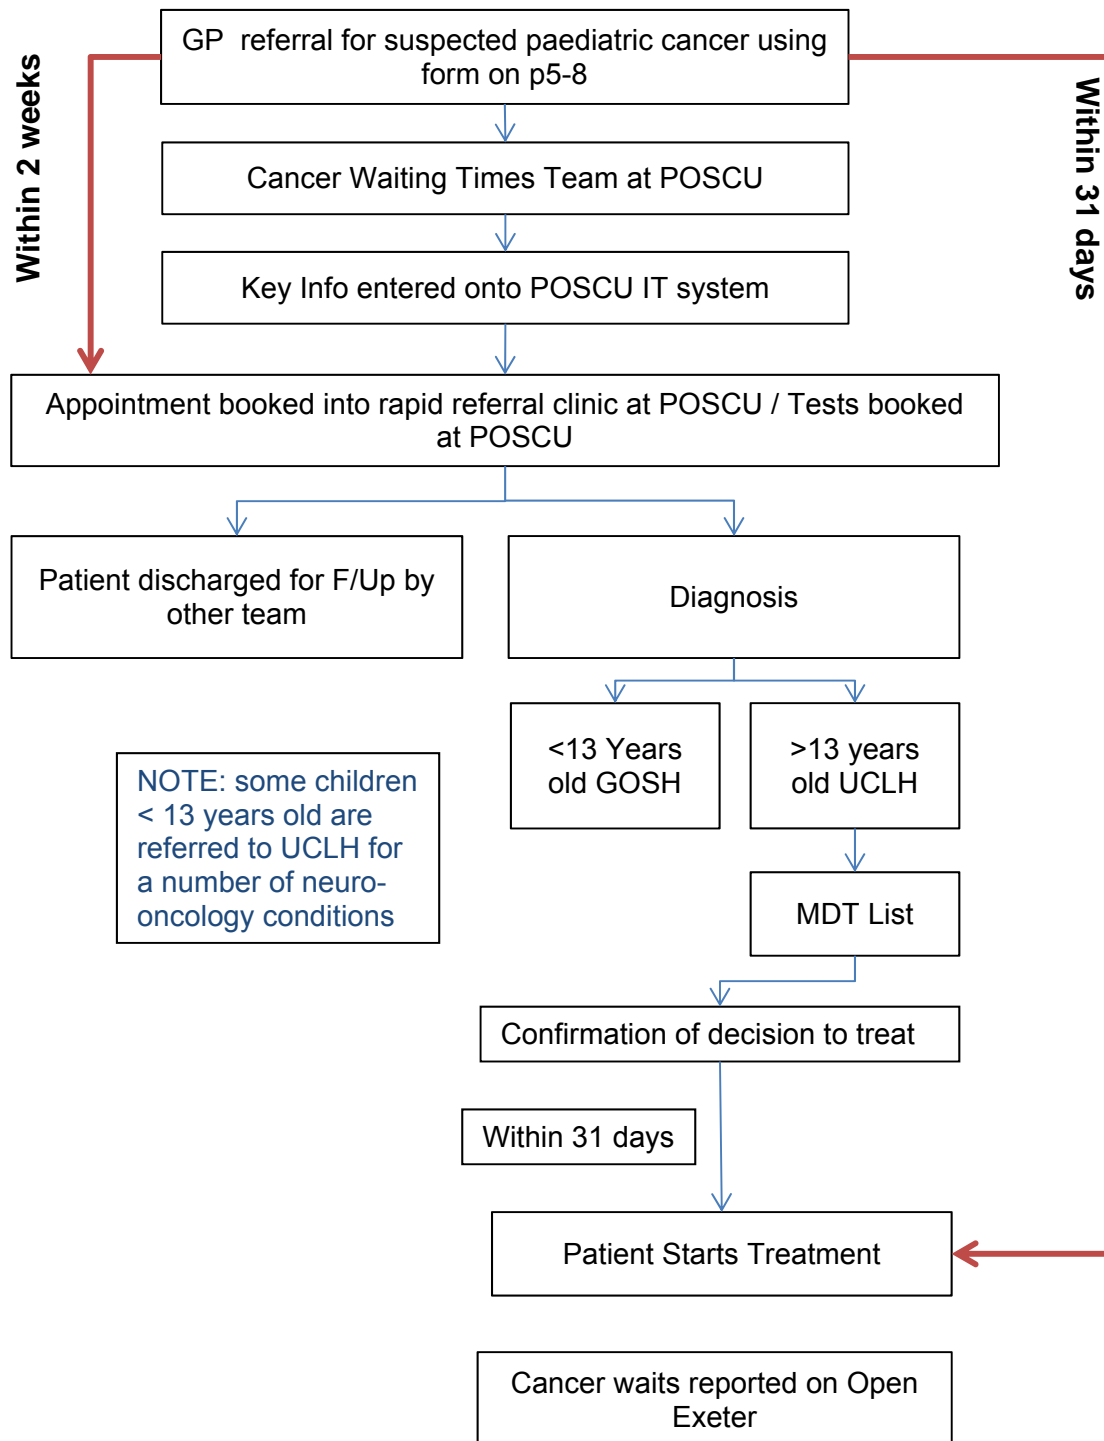 GP referral for suspected paediatric cancer using
form on p5-8
Within 2 weeks
Within 31 days
Cancer Waiting Times Team at POSCU
Key Info entered onto POSCU IT system
Appointment booked into rapid referral clinic at POSCU / Tests booked
at POSCU
Patient discharged for F/Up by
other team
Diagnosis
<13 Years
old GOSH
>13 years
old UCLH
NOTE: some children
< 13 years old are
referred to UCLH for
a number of neuro-
oncology conditions
MDT List
Confirmation of decision to treat
Within 31 days
Patient Starts Treatment
Cancer waits reported on Open
Exeter